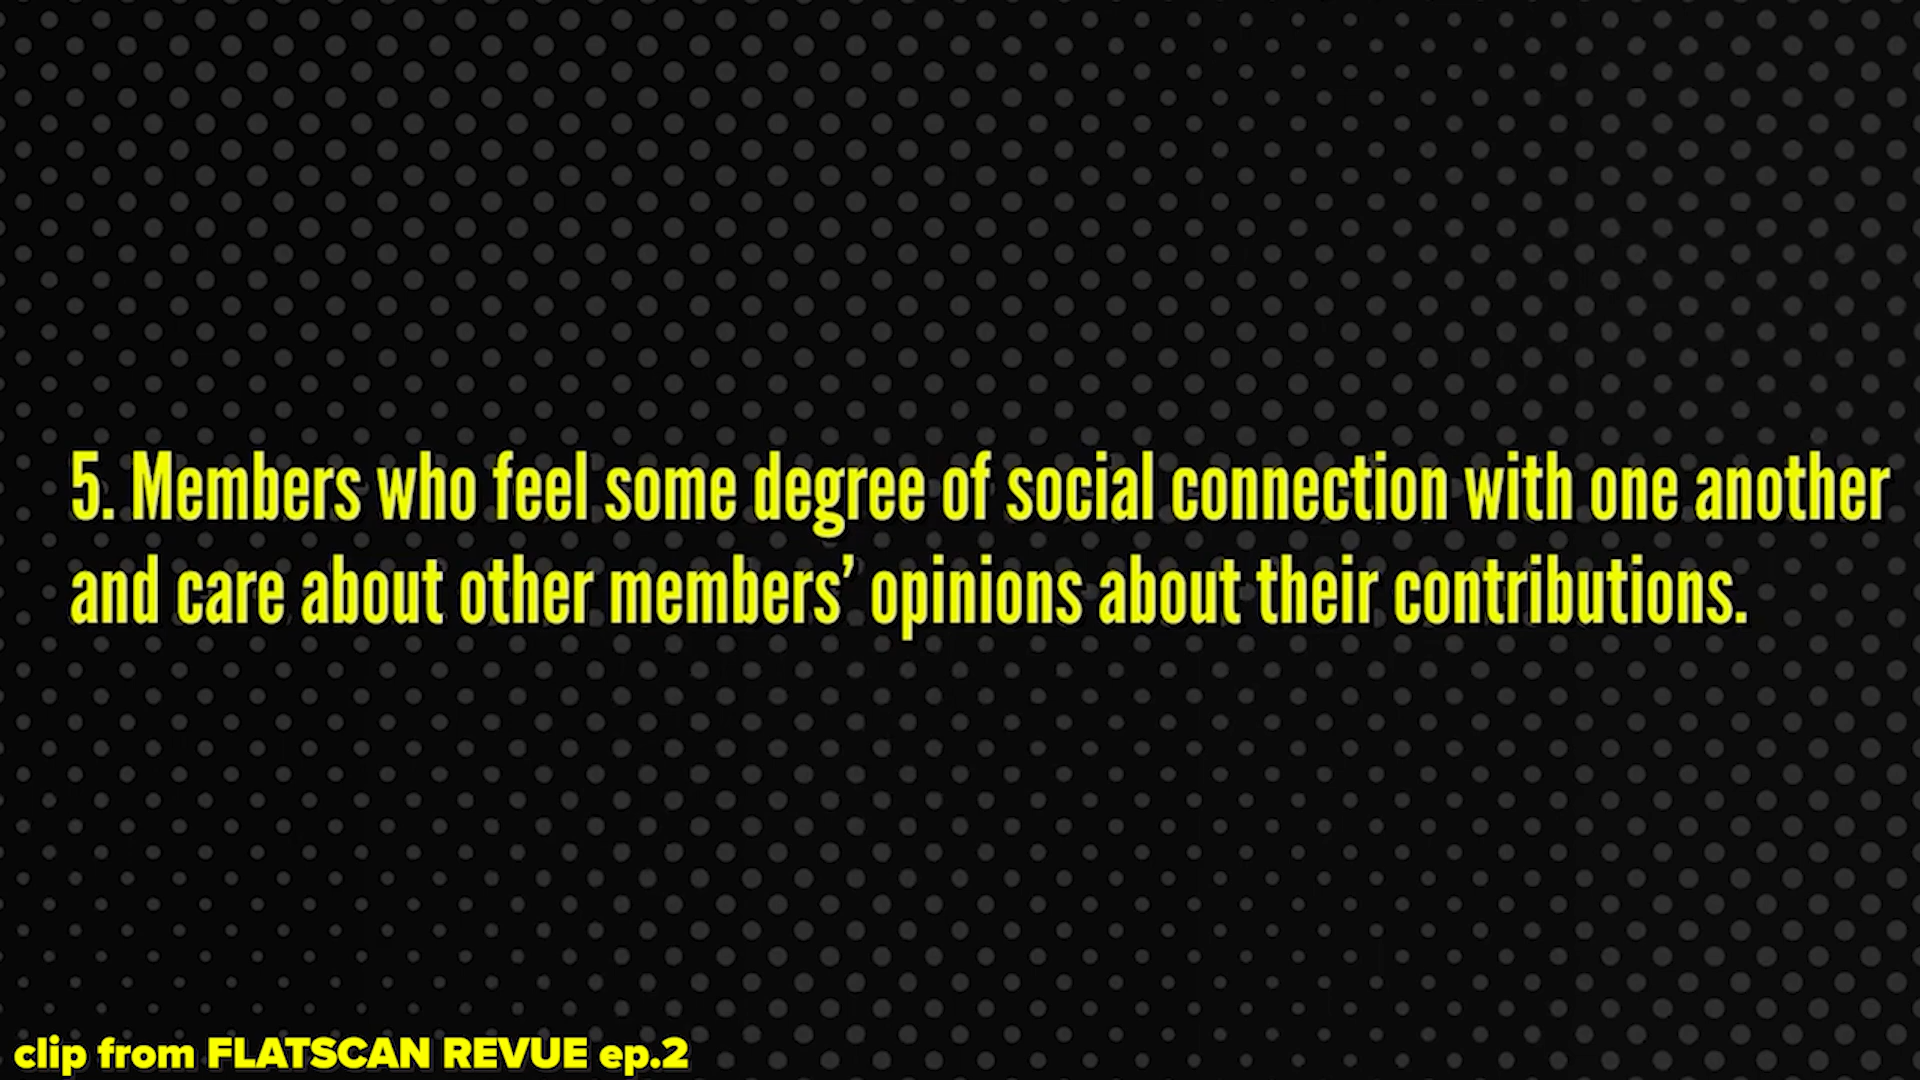 5. Members who feel some degree of social connection with one another
and care about other members’ opinions about their contributions.
clip from FLATSCAN REVUE ep.2